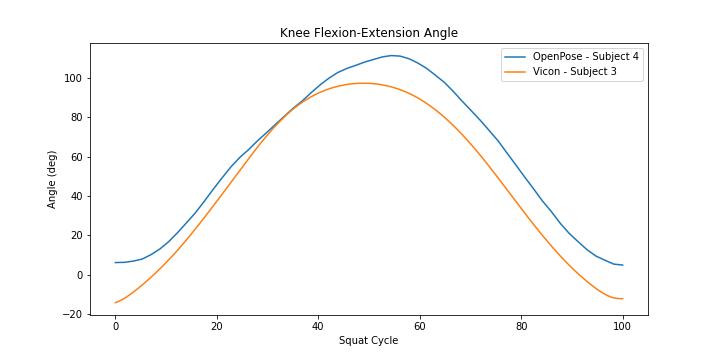 Knee Flexion-Extension Angle
OpenPose - Subject 4
Vicon - Subject 3
Angle (deg)
100
80
60
40
20
0
−20
0 20 40 60 80 100
Squat Cycle